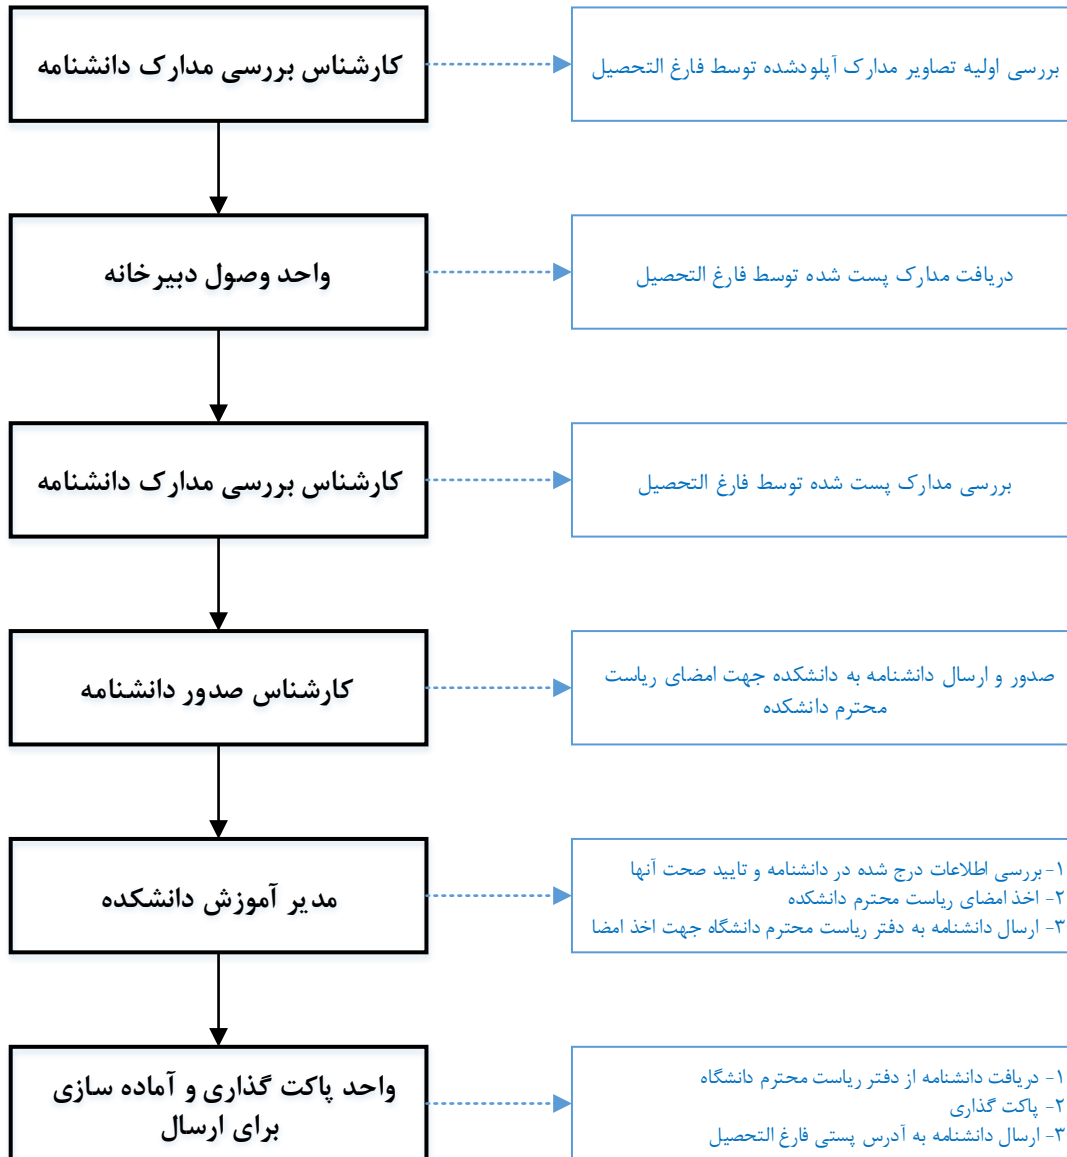 کارشناس بررسی مدارک دانشنامه
بررسی اولیه تصاویر مدارک آپلودشده توسط فارغ التحصیل
واحد وصول دبیرخانه
دریافت مدارک پست شده توسط فارغ التحصیل
کارشناس بررسی مدارک دانشنامه
بررسی مدارک پست شده توسط فارغ التحصیل
کارشناس صدور دانشنامه
صدور و ارسال دانشنامه به دانشکده جهت امضای ریاست
محترم دانشکده
مدیر آموزش دانشکده
۱- بررسی اطلاعات درج شده در دانشنامه و تایید صحت آنها
۲- اخذ امضای ریاست محترم دانشکده
۳- ارسال دانشنامه به دفتر ریاست محترم دانشگاه جهت اخذ امضا
واحد پاکت گذاری و آماده سازی
برای ارسال
۱- دریافت دانشنامه از دفتر ریاست محترم دانشگاه
۲- پاکت گذاری
۳- ارسال دانشنامه به آدرس پستی فارغ التحصیل